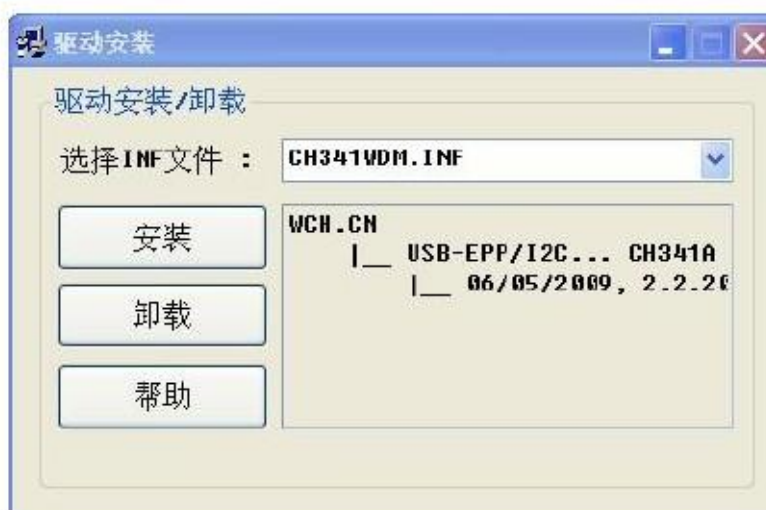 驱动安装
驱动安装/卸载
选择INF文件 :
CH341WDM.INF
安装
卸载
帮助
WCH.CN
|__ USB-EPP/I2C... CH341A
|__ 06/05/2009, 2.2.20